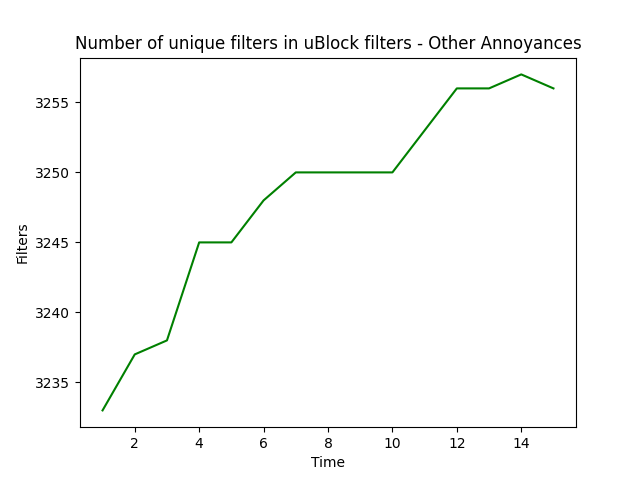 Number of unique filters in uBlock filters - Other Annoyances
3255
3250
3245
3240
3235
Filters
2 4 6 8 10 12 14
Time